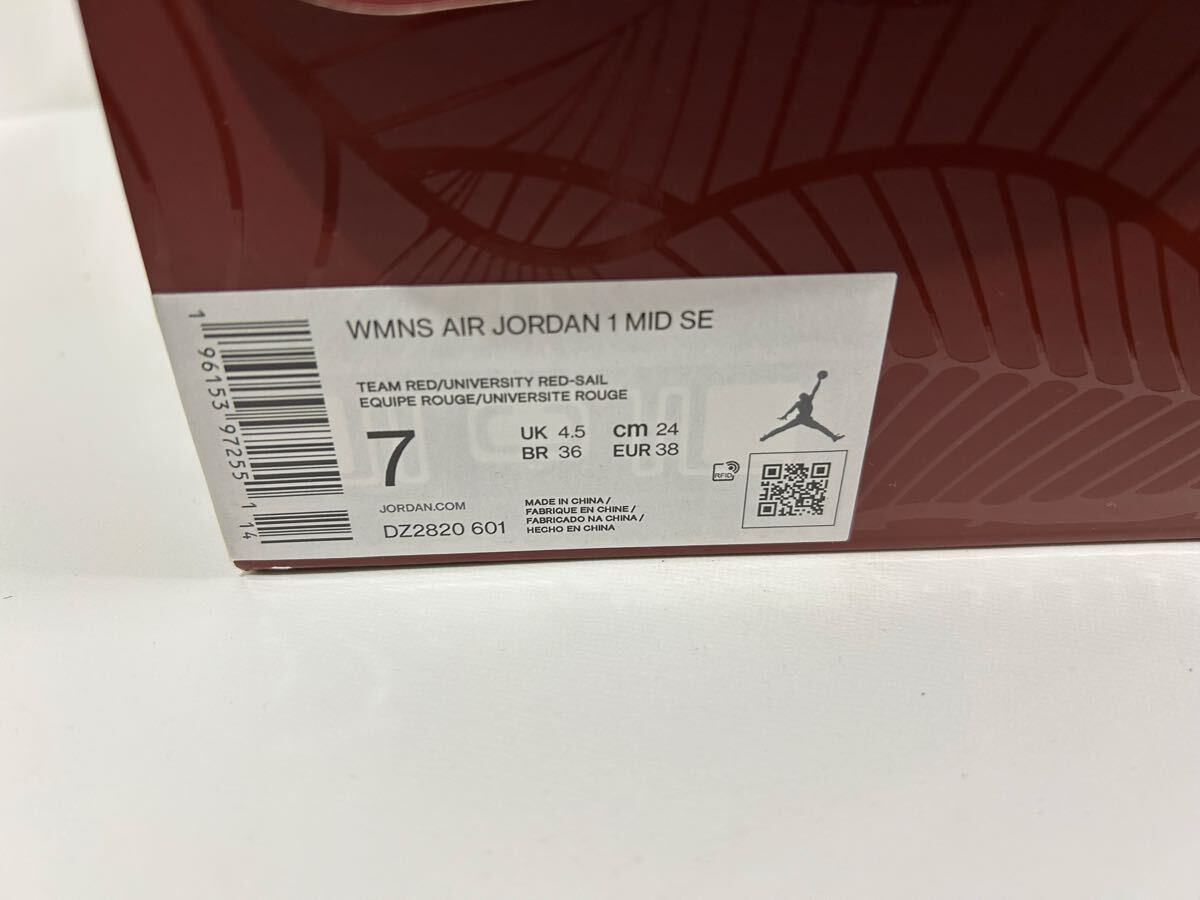 WMNS AIR JORDAN 1 MID SE
TEAM RED/UNIVERSITY RED-SAIL
EQUIPE ROUGE/UNIVERSITE ROUGE
7
UK 4.5 cm 24
BR 36 EUR 38
JORDAN.COM
DZ2820 601
MADE IN CHINA /
FABRIQUE EN CHINE /
FABRICADO NA CHINA /
HECHO EN CHINA
RFID
1 96153 97255 1 14